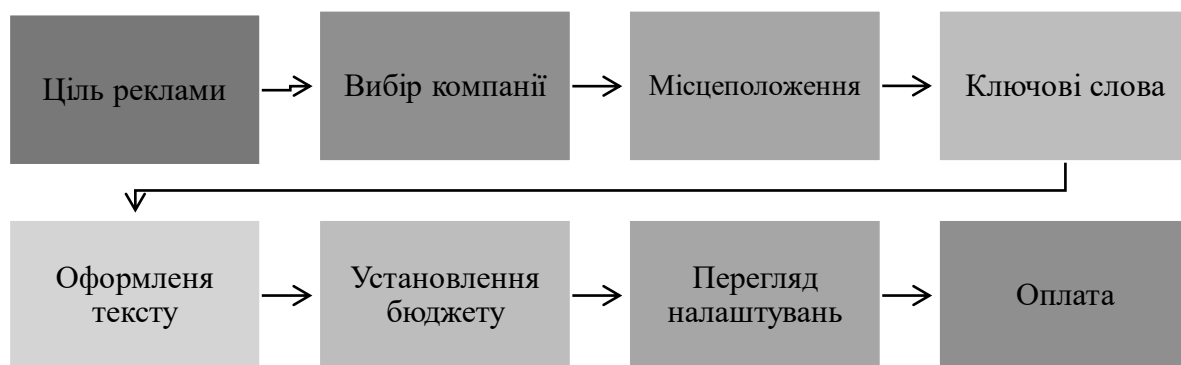 Ціль реклами
Вибір компанії
Місцеположення
Ключові слова
Оформленя
тексту
Установлення
бюджету
Перегляд
налаштувань
Оплата